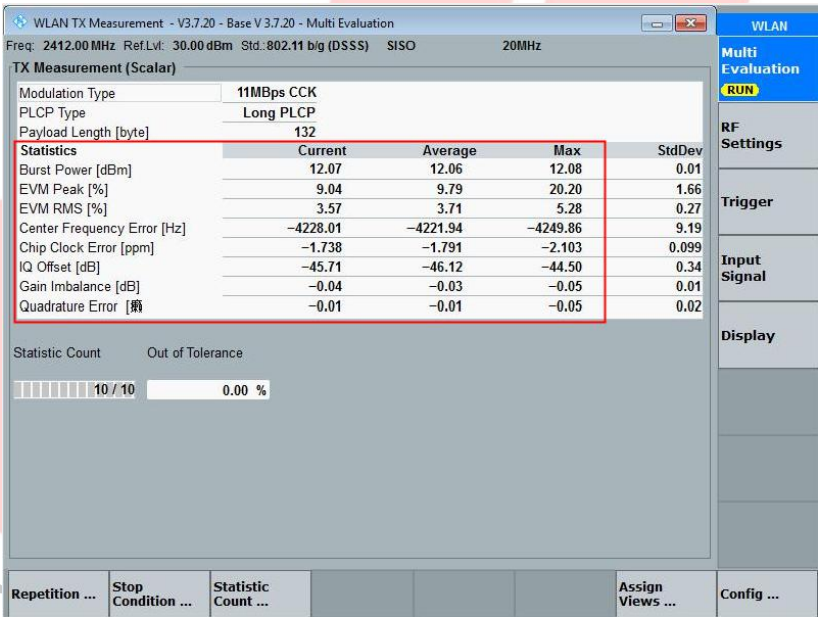 WLAN TX Measurement - V3.7.20 - Base V 3.7.20 - Multi Evaluation
Freq: 2412.00 MHz Ref.Lvl: 30.00 dBm Std.: 802.11 b/g (DSSS) SISO 20MHz
TX Measurement (Scalar)
Modulation Type 11MBps CCK
PLCP Type Long PLCP
Payload Length [byte] 132
Statistics Current Average Max StdDev
Burst Power [dBm] 12.07 12.06 12.08 0.01
EVM Peak [%] 9.04 9.79 20.20 1.66
EVM RMS [%] 3.57 3.71 5.28 0.27
Center Frequency Error [Hz] −4228.01 −4221.94 −4249.86 9.19
Chip Clock Error [ppm] −1.738 −1.791 −2.103 0.099
IQ Offset [dB] −45.71 −46.12 −44.50 0.34
Gain Imbalance [dB] −0.04 −0.03 −0.05 0.01
Quadrature Error [癩 −0.01 −0.01 −0.05 0.02
Statistic Count Out of Tolerance
10 / 10 0.00 %
WLAN
Multi
Evaluation
RUN
RF
Settings
Trigger
Input
Signal
Display
Repetition ...
Stop
Condition ...
Statistic
Count ...
Assign
Views ...
Config ...